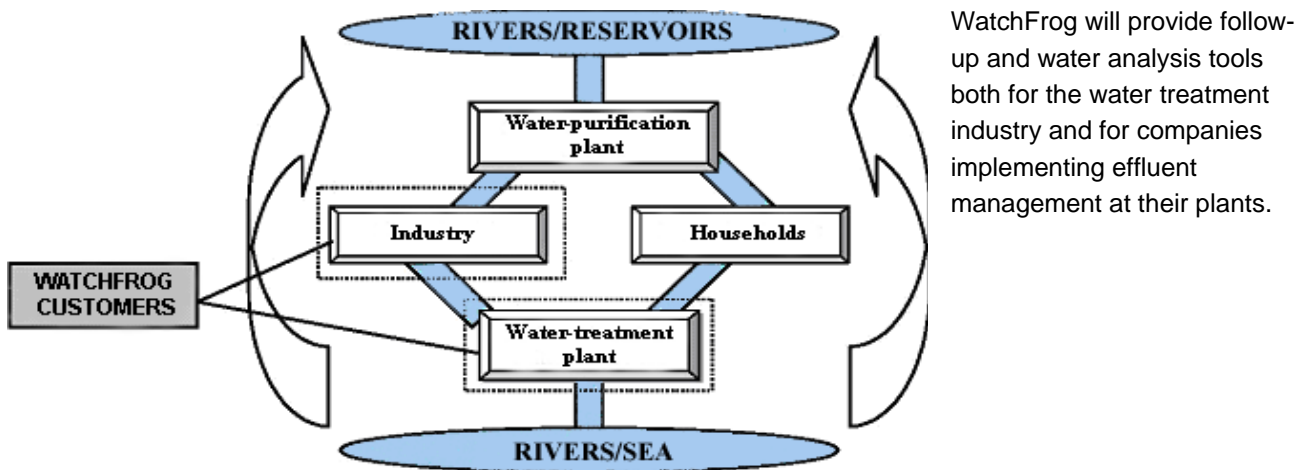 RIVERS/RESERVOIRS
Water-purification
plant
Industry
Households
WATCHFROG
CUSTOMERS
Water-treatment
plant
RIVERS/SEA
WatchFrog will provide follow-
up and water analysis tools
both for the water treatment
industry and for companies
implementing effluent
management at their plants.